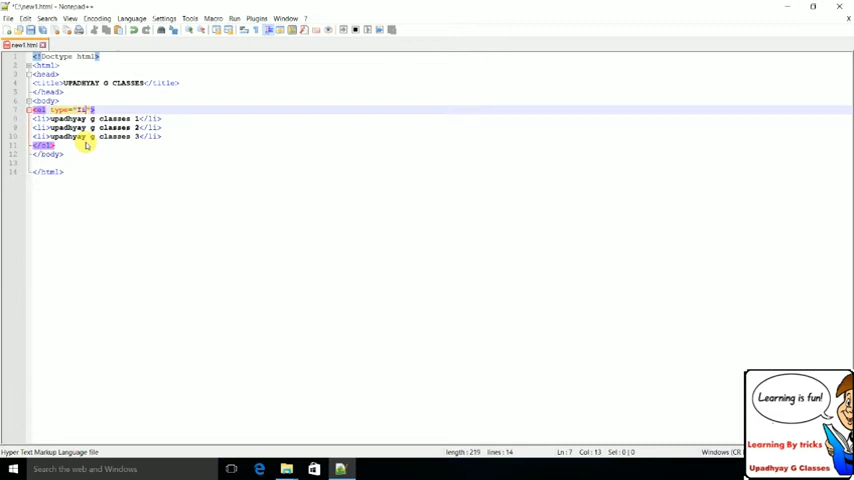 *C:\new1.html - Notepad++
File Edit Search View Encoding Language Settings Tools Macro Run Plugins Window ? X
new1.html
1 <!Doctype html>
2 <html>
3 <head>
4 <title>UPADHYAY G CLASSES</title>
5 </head>
6 <body>
7 <ol type="Ii">
8 <li>upadhyay g classes 1</li>
9 <li>upadhyay g classes 2</li>
10 <li>upadhyay g classes 3</li>
11 </ol>
12 </body>
13
14 </html>
Learning is fun!
Learning By tricks
Upadhyay G Classes
Hyper Text Markup Language file length : 219 lines : 14 Ln : 7 Col : 13 Sel : 0 | 0 Windows (CR
Search the web and Windows